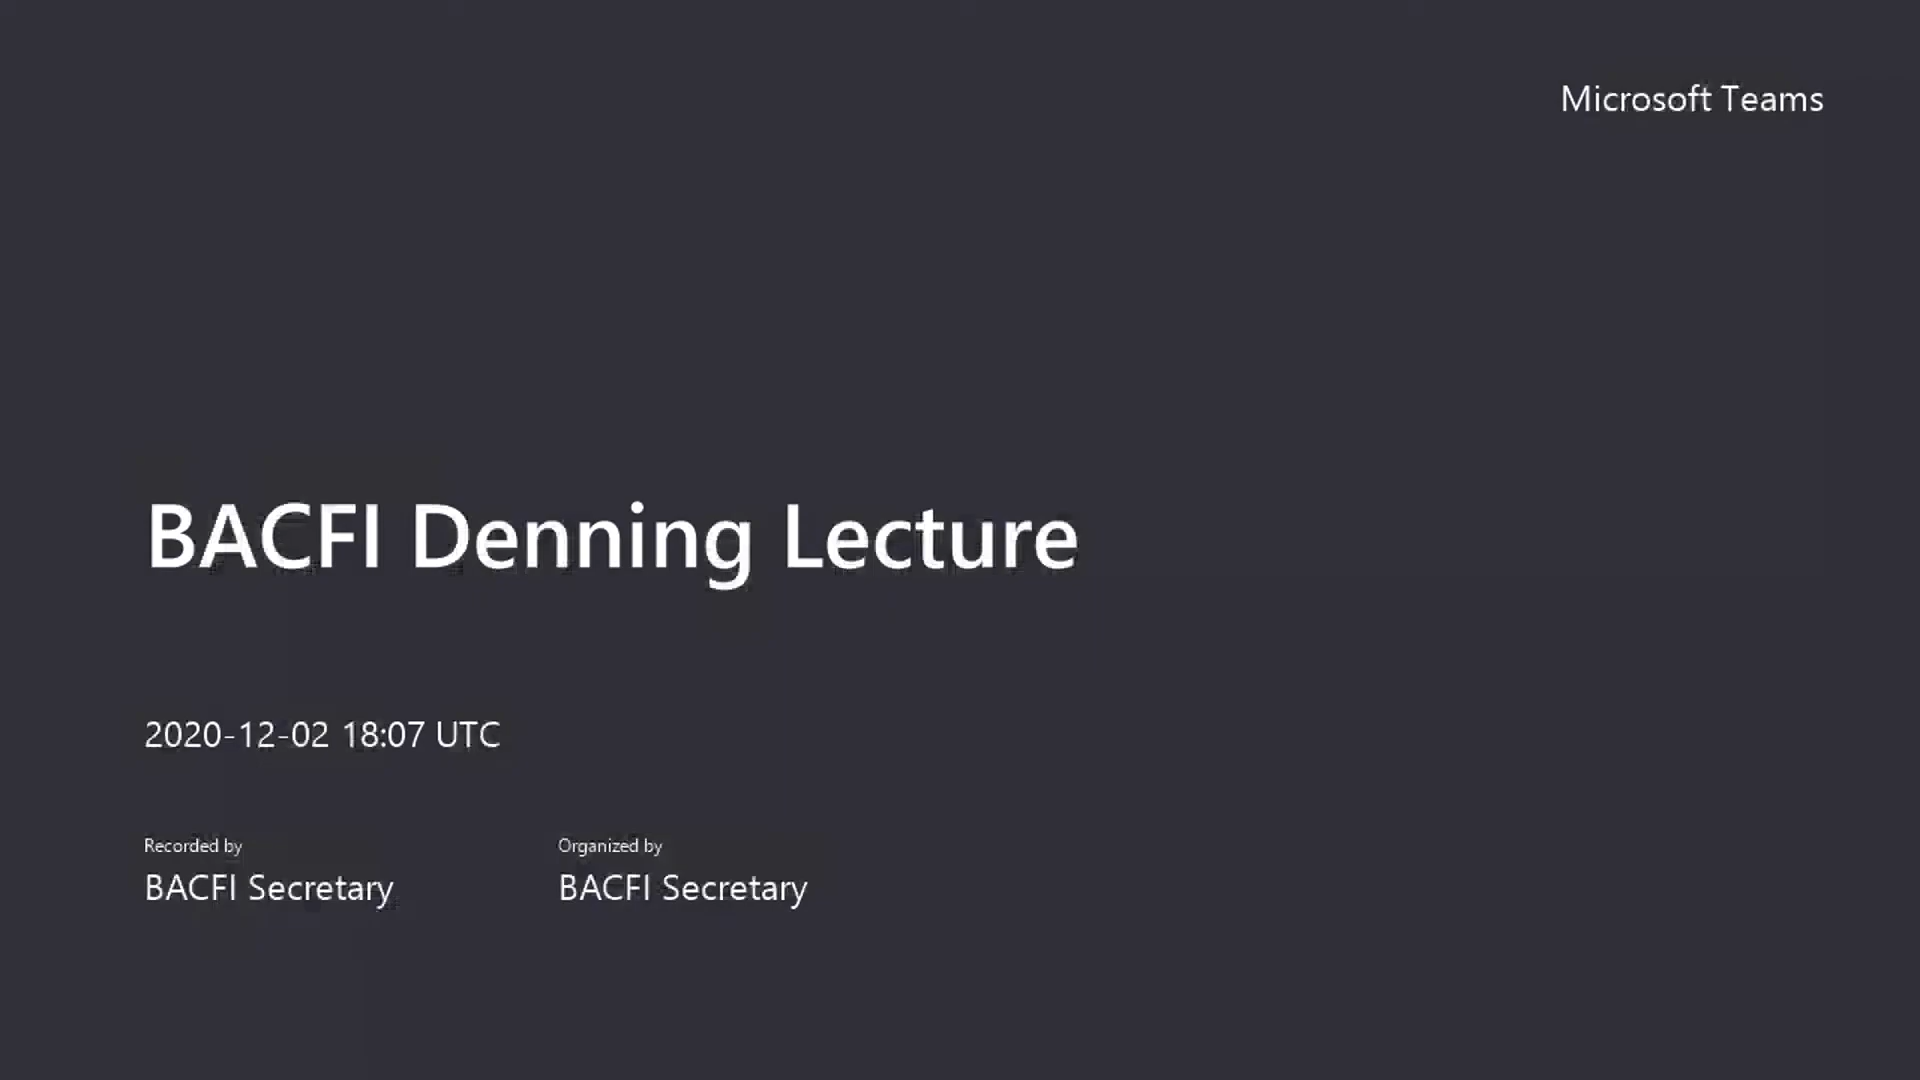 Microsoft Teams
BACFI Denning Lecture
2020-12-02 18:07 UTC
Recorded by
BACFI Secretary
Organized by
BACFI Secretary